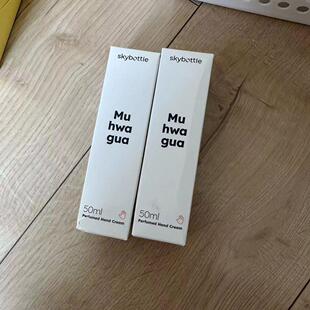 skybottle
Mu
hwa
gua
50ml
Perfumed Hand Cream
skybottle
Mu
hwa
gua
50ml
Perfumed Hand Cream